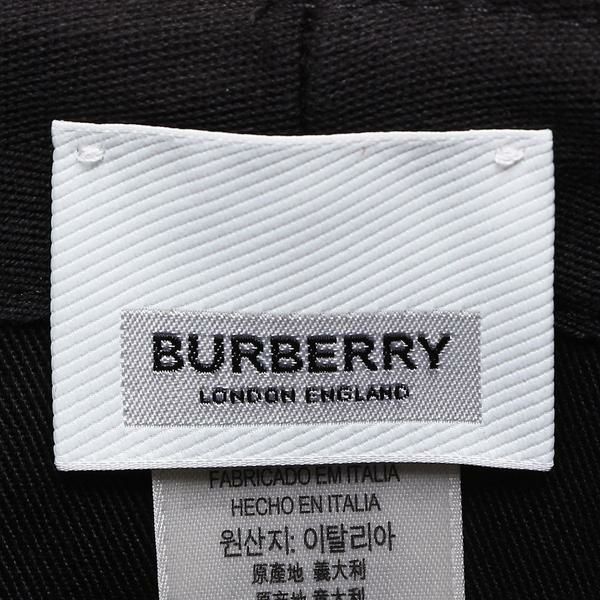 BURBERRY
LONDON ENGLAND
FABRICADO EM ITALIA
HECHO EN ITALIA
원산지: 이탈리아
原産地 義大利